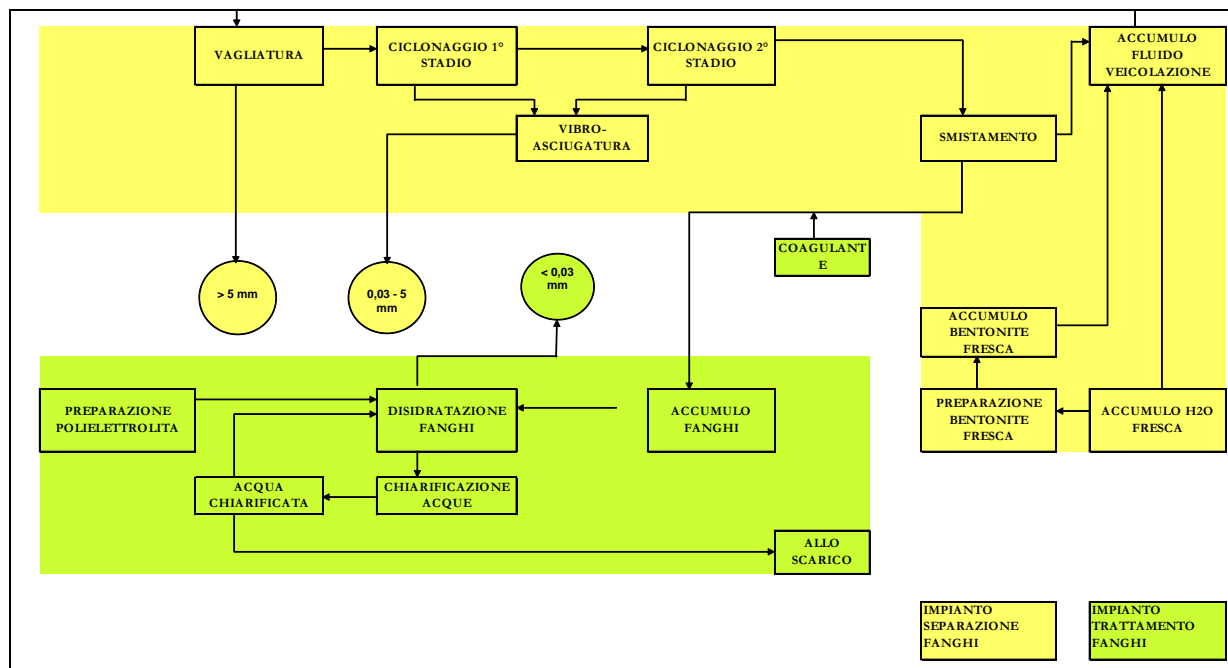 VAGLIATURA
CICLONAGGIO 1°
STADIO
CICLONAGGIO 2°
STADIO
ACCUMULO
FLUIDO
VEICOLAZIONE
VIBRO-
ASCIUGATURA
SMISTAMENTO
COAGULANT
E
> 5 mm
0,03 - 5
mm
< 0,03
mm
ACCUMULO
BENTONITE
FRESCA
PREPARAZIONE
POLIELETTROLITA
DISIDRATAZIONE
FANGHI
ACCUMULO
FANGHI
PREPARAZIONE
BENTONITE
FRESCA
ACCUMULO H2O
FRESCA
ACQUA
CHIARIFICATA
CHIARIFICAZIONE
ACQUE
ALLO
SCARICO
IMPIANTO
SEPARAZIONE
FANGHI
IMPIANTO
TRATTAMENTO
FANGHI